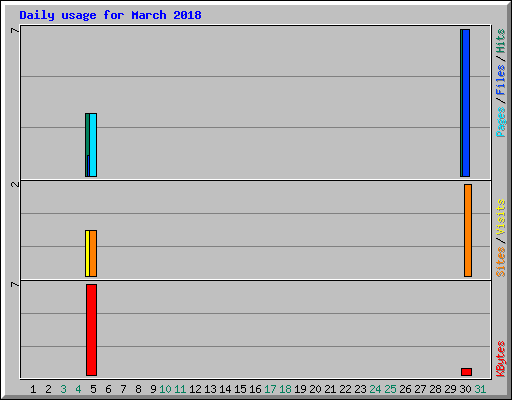 Daily usage for March 2018
7
Pages / Files / Hits
2
Sites / Visits
7
KBytes
1 2 3 4 5 6 7 8 9 10 11 12 13 14 15 16 17 18 19 20 21 22 23 24 25 26 27 28 29 30 31